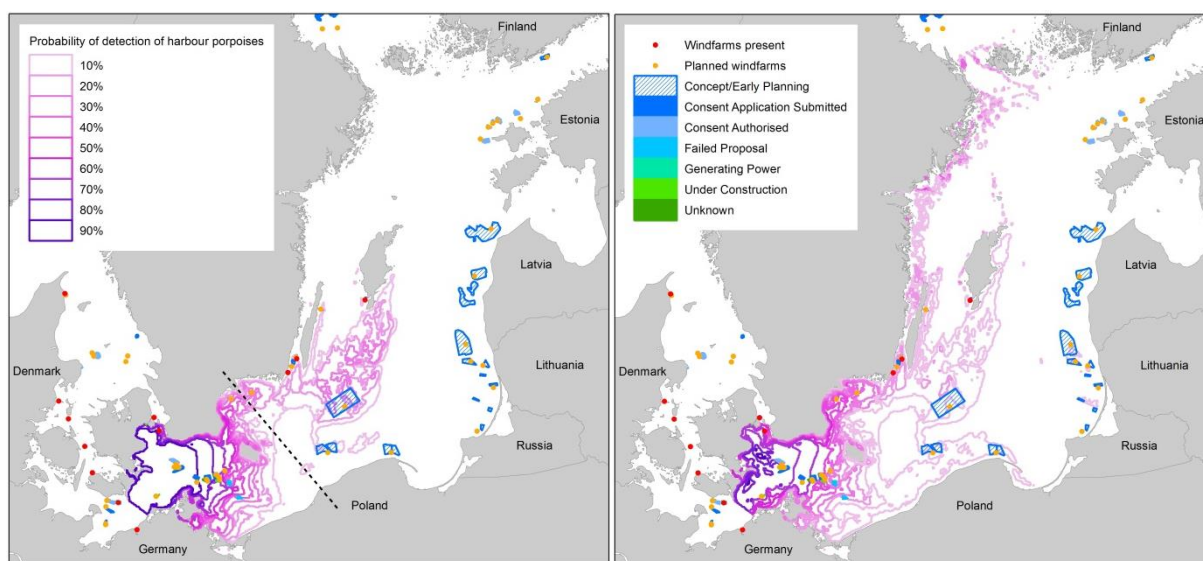 Probability of detection of harbour porpoises
10%
20%
30%
40%
50%
60%
70%
80%
90%
Finland
Estonia
Latvia
Lithuania
Denmark
Russia
Poland
Germany
Windfarms present
Planned windfarms
Concept/Early Planning
Consent Application Submitted
Consent Authorised
Failed Proposal
Generating Power
Under Construction
Unknown
Finland
Estonia
Latvia
Lithuania
Denmark
Russia
Poland
Germany